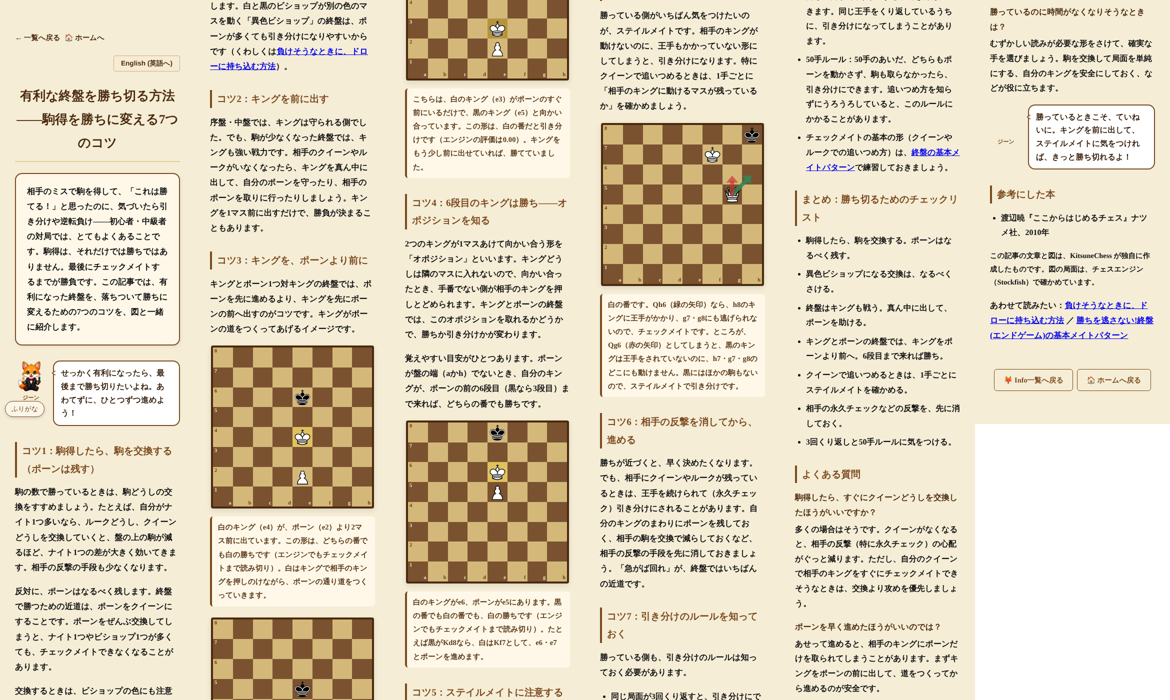 ← 一覧へ戻る 🏠 ホームへ
English (英語へ)
有利な終盤を勝ち切る方法
――駒得を勝ちに変える7つ
のコツ
相手のミスで駒を得して、「これは勝
てる！」と思ったのに、気づいたら引
き分けや逆転負け――初心者・中級者
の対局では、とてもよくあることで
す。駒得は、それだけでは勝ちではあ
りません。最後にチェックメイトす
るまでが勝負です。この記事では、有
利になった終盤を、落ちついて勝ちに
変えるための7つのコツを、図と一緒
に紹介します。
ジーン
ふりがな
せっかく有利になったら、最
後まで勝ち切りたいよね。あ
わてずに、ひとつずつ進めよ
う！
コツ1：駒得したら、駒を交換する
（ポーンは残す）
駒の数で勝っているときは、駒どうしの交
換をすすめましょう。たとえば、自分がナ
イト1つ多いなら、ルークどうし、クイーン
どうしを交換していくと、盤の上の駒が減
るほど、ナイト1つの差が大きく効いてきま
す。相手の反撃の手段も少なくなります。
反対に、ポーンはなるべく残します。終盤
で勝つための近道は、ポーンをクイーンに
することです。ポーンをぜんぶ交換してし
まうと、ナイト1つやビショップ1つが多く
ても、チェックメイトできなくなることが
あります。
交換するときは、ビショップの色にも注意
します。白と黒のビショップが別の色のマ
スを動く「異色ビショップ」の終盤は、ポ
ーンが多くても引き分けになりやすいから
です（くわしくは負けそうなときに、ドロ
ーに持ち込む方法）。
コツ2：キングを前に出す
序盤・中盤では、キングは守られる側でし
た。でも、駒が少なくなった終盤では、キ
ングも強い戦力です。相手のクイーンやル
ークがいなくなったら、キングを真ん中に
出して、自分のポーンを守ったり、相手の
ポーンを取りに行ったりしましょう。キン
グを1マス前に出すだけで、勝負が決まるこ
ともあります。
コツ3：キングを、ポーンより前に
キングとポーン1つ対キングの終盤では、ポ
ーンを先に進めるより、キングを先にポー
ンの前へ出すのがコツです。キングがポー
ンの道をつくってあげるイメージです。
8
7
6
5
4
3
2
1
a b c d e f g h
白のキング（e4）が、ポーン（e2）より2マ
ス前に出ています。この形は、どちらの番で
も白の勝ちです（エンジンでもチェックメイ
トまで読み切り）。白はキングで相手のキン
グを押しのけながら、ポーンの通り道をつく
っていきます。
8
7
6
5
4
3
2
1
a b c d e f g h
こちらは、白のキング（e3）がポーンのすぐ
前にいるだけで、黒のキング（e5）と向かい
合っています。この形は、白の番だと引き分
けです（エンジンの評価は0.00）。キングを
もう少し前に出せていれば、勝てていまし
た。
コツ4：6段目のキングは勝ち――オ
ポジションを知る
2つのキングが1マスあけて向かい合う形を
「オポジション」といいます。キングどう
しは隣のマスに入れないので、向かい合っ
たとき、手番でない側が相手のキングを押
しとどめられます。キングとポーンの終盤
では、このオポジションを取れるかどうか
で、勝ちか引き分けかが変わります。
覚えやすい目安がひとつあります。ポーン
が盤の端（aかh）でないとき、自分のキン
グが、ポーンの前の6段目（黒なら3段目）ま
で来れば、どちらの番でも勝ちです。
8
7
6
5
4
3
2
1
a b c d e f g h
白のキングがe6、ポーンがe5にあります。黒
の番でも白の番でも、白の勝ちです（エンジ
ンでもチェックメイトまで読み切り）。たと
えば黒がKd8なら、白はKf7として、e6・e7
とポーンを進めます。
コツ5：ステイルメイトに注意する
勝っている側がいちばん気をつけたいの
が、ステイルメイトです。相手のキングが
動けないのに、王手もかかっていない形に
してしまうと、引き分けになります。特に
クイーンで追いつめるときは、1手ごとに
「相手のキングに動けるマスが残っている
か」を確かめましょう。
8
7
6
5
4
3
2
1
a b c d e f g h
白の番です。Qh6（緑の矢印）なら、h8のキ
ングに王手がかかり、g7・g8にも逃げられな
いので、チェックメイトです。ところが、
Qg6（赤の矢印）としてしまうと、黒のキン
グは王手をされていないのに、h7・g7・g8の
どこにも動けません。黒にはほかの駒もない
ので、ステイルメイトで引き分けです。
コツ6：相手の反撃を消してから、
進める
勝ちが近づくと、早く決めたくなります。
でも、相手にクイーンやルークが残ってい
るときは、王手を続けられて（永久チェッ
ク）引き分けにされることがあります。自
分のキングのまわりにポーンを残してお
く、相手の駒を交換で減らしておくなど、
相手の反撃の手段を先に消しておきましょ
う。「急がば回れ」が、終盤ではいちばん
の近道です。
コツ7：引き分けのルールを知って
おく
勝っている側も、引き分けのルールは知っ
ておく必要があります。
• 同じ局面が3回くり返すと、引き分けにで
きます。同じ王手をくり返しているうち
に、引き分けになってしまうことがあり
ます。
• 50手ルール：50手のあいだ、どちらもポ
ーンを動かさず、駒も取らなかったら、
引き分けにできます。追いつめ方を知ら
ずにうろうろしていると、このルールに
かかることがあります。
• チェックメイトの基本の形（クイーンや
ルークでの追いつめ方）は、終盤の基本メ
イトパターンで練習しておきましょう。
まとめ：勝ち切るためのチェックリ
スト
• 駒得したら、駒を交換する。ポーンはな
るべく残す。
• 異色ビショップになる交換は、なるべく
さける。
• 終盤はキングも戦う。真ん中に出して、
ポーンを助ける。
• キングとポーンの終盤では、キングをポ
ーンより前へ。6段目まで来れば勝ち。
• クイーンで追いつめるときは、1手ごとに
ステイルメイトを確かめる。
• 相手の永久チェックなどの反撃を、先に消
しておく。
• 3回くり返しと50手ルールに気をつける。
よくある質問
駒得したら、すぐにクイーンどうしを交換し
たほうがいいですか？
多くの場合はそうです。クイーンがなくなる
と、相手の反撃（特に永久チェック）の心配
がぐっと減ります。ただし、自分のクイーン
で相手のキングをすぐにチェックメイトでき
そうなときは、交換より攻めを優先しましょ
う。
ポーンを早く進めたほうがいいのでは？
あせって進めると、相手のキングにポーンだ
けを取られてしまうことがあります。まずキ
ングをポーンの前に出して、道をつくってか
ら進めるのが安全です。
勝っているのに時間がなくなりそうなとき
は？
むずかしい読みが必要な形をさけて、確実な
手を選びましょう。駒を交換して局面を単純
にする、自分のキングを安全にしておく、な
どが役に立ちます。
ジーン
勝っているときこそ、ていね
いに。キングを前に出して、
ステイルメイトに気をつけれ
ば、きっと勝ち切れるよ！
参考にした本
• 渡辺暁『ここからはじめるチェス』ナツ
メ社、2010年
この記事の文章と図は、KitsuneChess が独自に作
成したものです。図の局面は、チェスエンジン
（Stockfish）で確かめています。
あわせて読みたい：負けそうなときに、ド
ローに持ち込む方法 ／ 勝ちを逃さない!終盤
(エンドゲーム)の基本メイトパターン
🦊 Info一覧へ戻る
🏠 ホームへ戻る